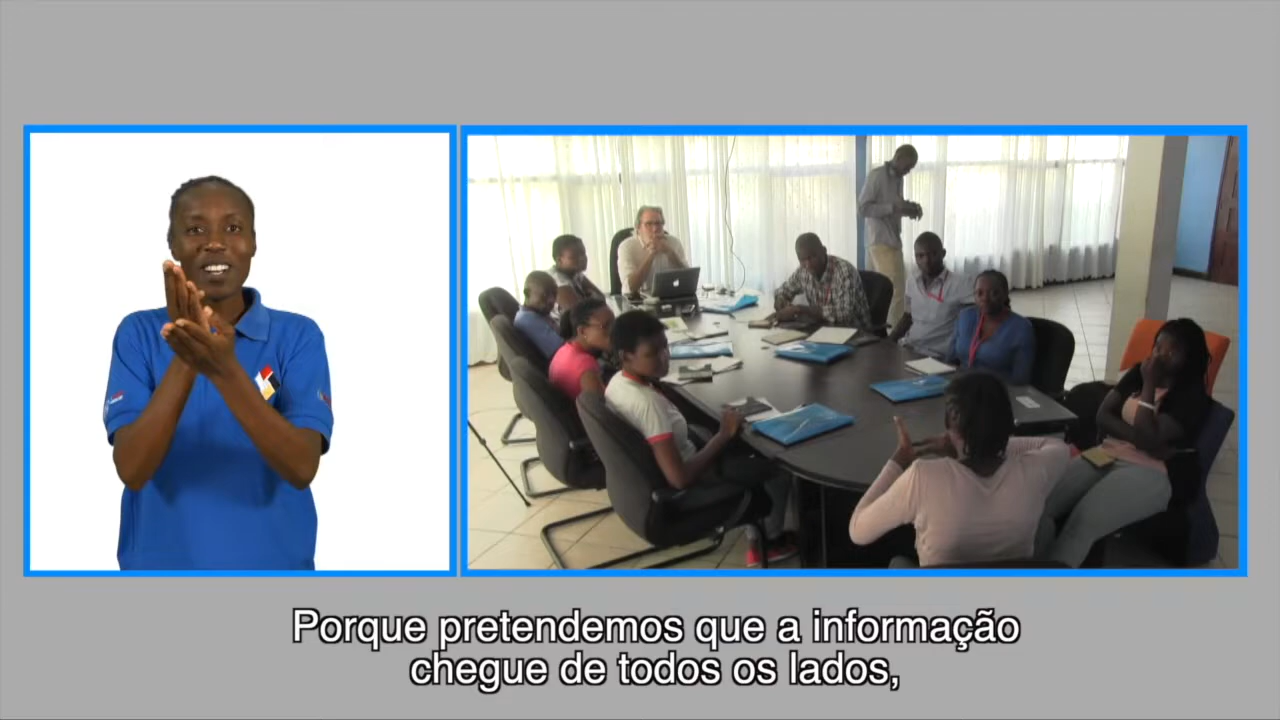 Porque pretendemos que a informação
chegue de todos os lados,